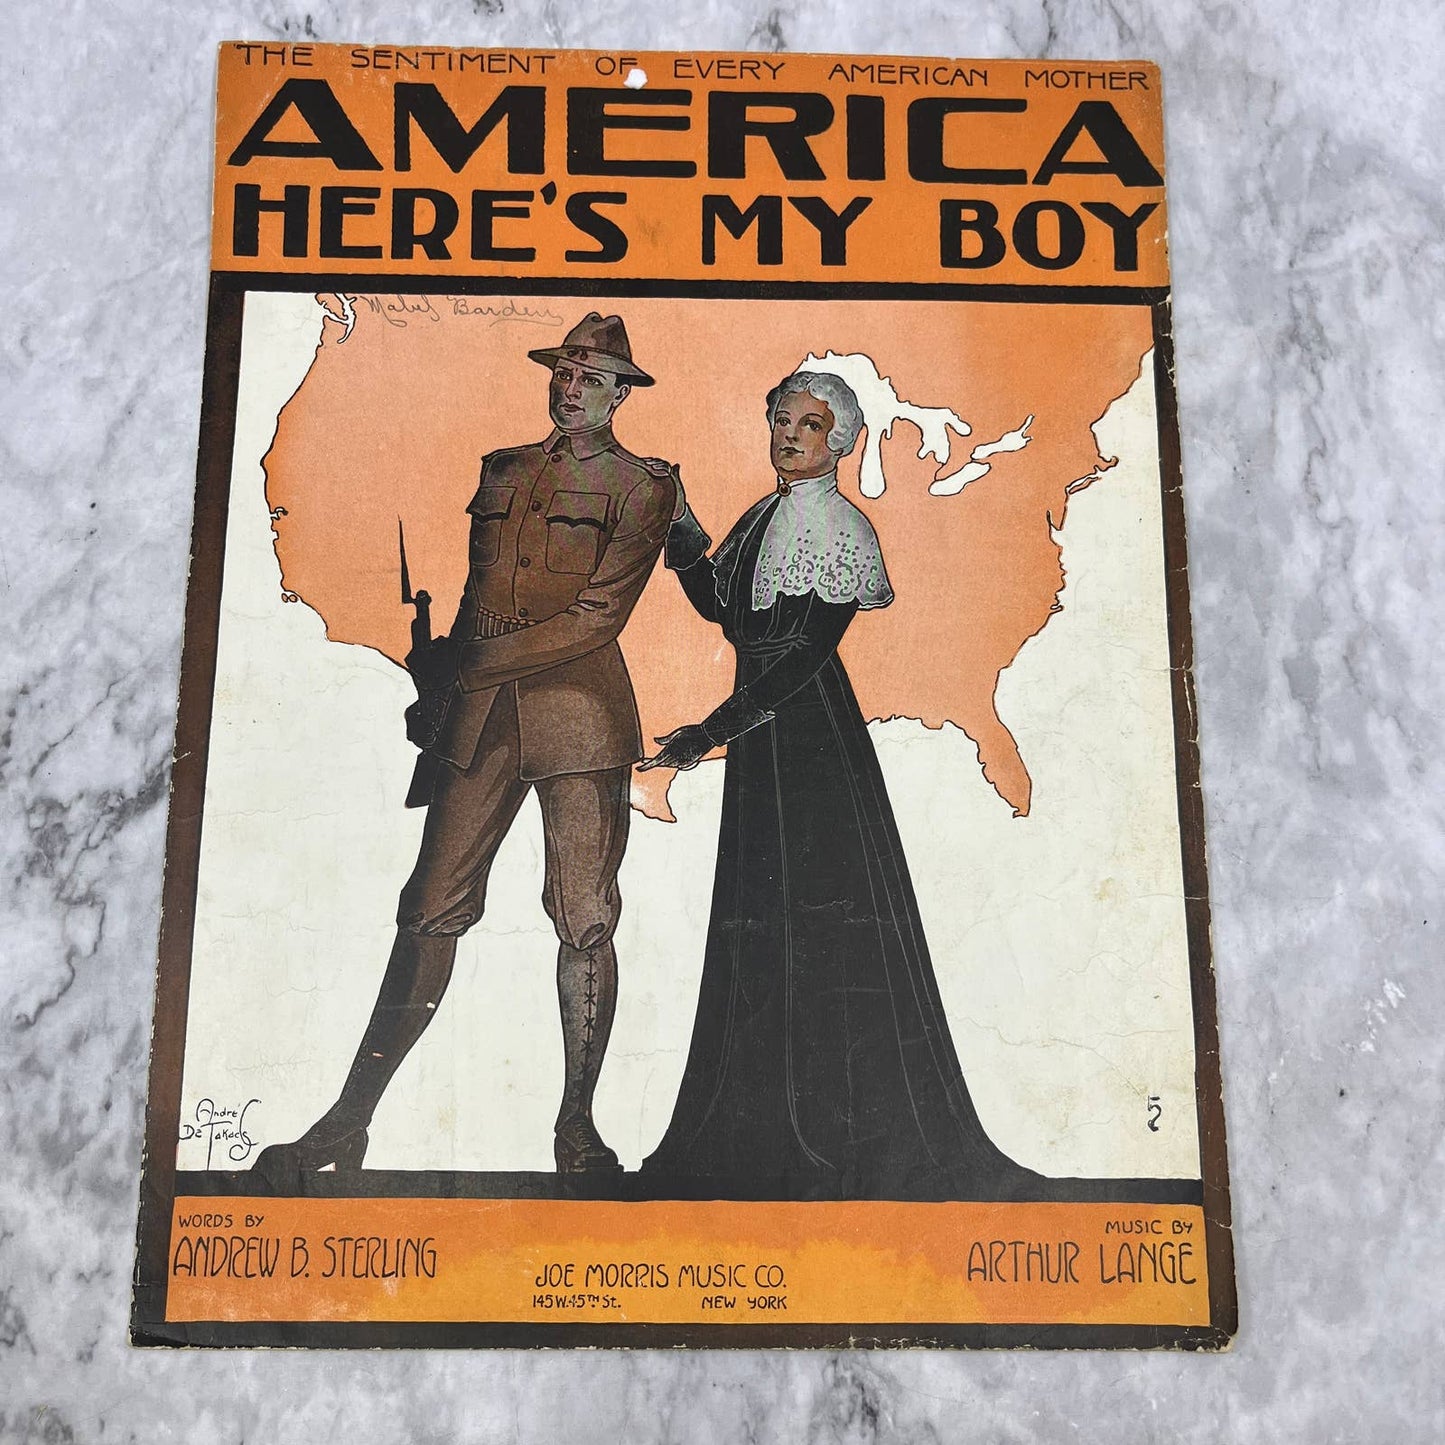 THE SENTIMENT OF EVERY AMERICAN MOTHER
AMERICA
HERE'S MY BOY
Mabel Barden
André
De Takacs
5
2
WORDS BY
ANDREW B. STERLING
JOE MORRIS MUSIC CO.
145 W. 45TH ST. NEW YORK
MUSIC BY
ARTHUR LANGE